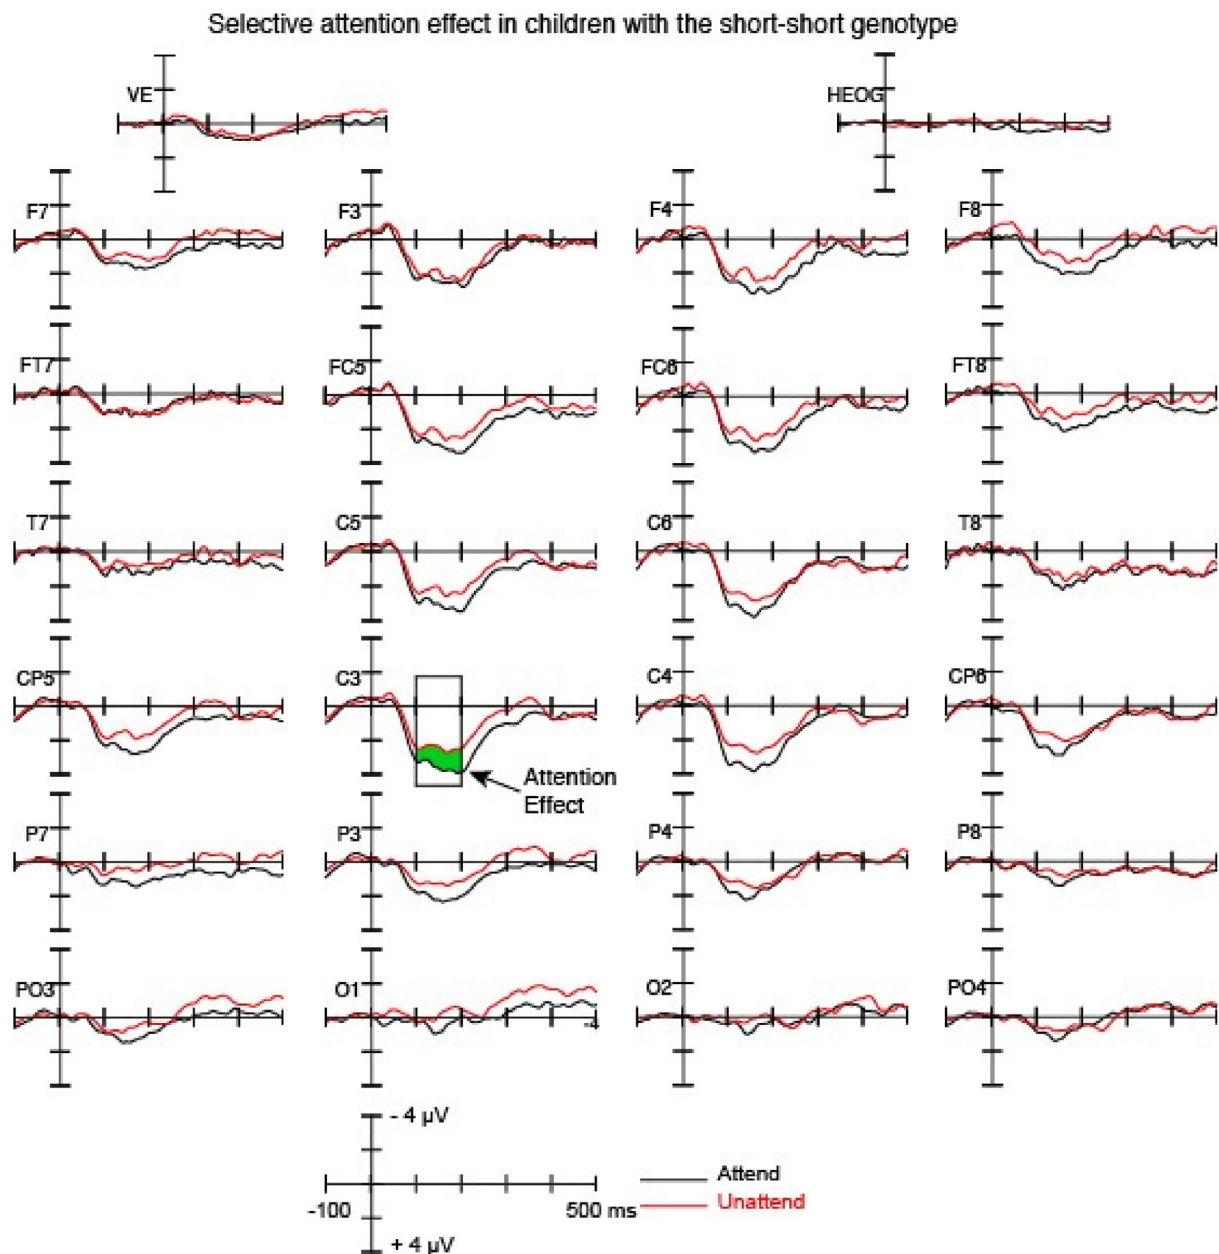 Selective attention effect in children with the short-short genotype
VE HEOG
F7 F3 F4 F8
FT7 FC5 FC6 FT8
T7 C5 C6 T8
CP5 C3 C4 CP6
Attention
Effect
P7 P3 P4 P8
PO3 O1 O2 PO4
-4
- 4 µV
Attend
-100 500 ms Unattend
+ 4 µV